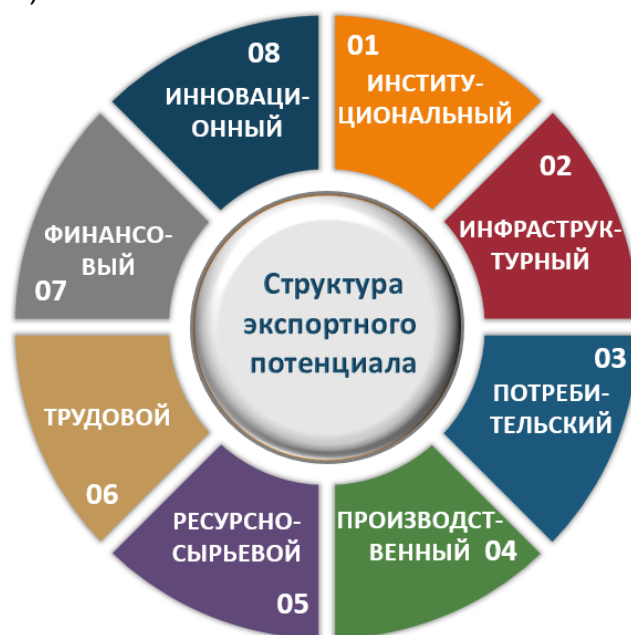 )
01
ИНСТИТУ-
ЦИОНАЛЬНЫЙ
02
ИНФРАСТРУК-
ТУРНЫЙ
03
ПОТРЕБИ-
ТЕЛЬСКИЙ
ПРОИЗВОДСТ-
ВЕННЫЙ 04
РЕСУРСНО-
СЫРЬЕВОЙ
05
ТРУДОВОЙ
06
ФИНАНСО-
ВЫЙ
07
08
ИННОВАЦИ-
ОННЫЙ
Структура
экспортного
потенциала